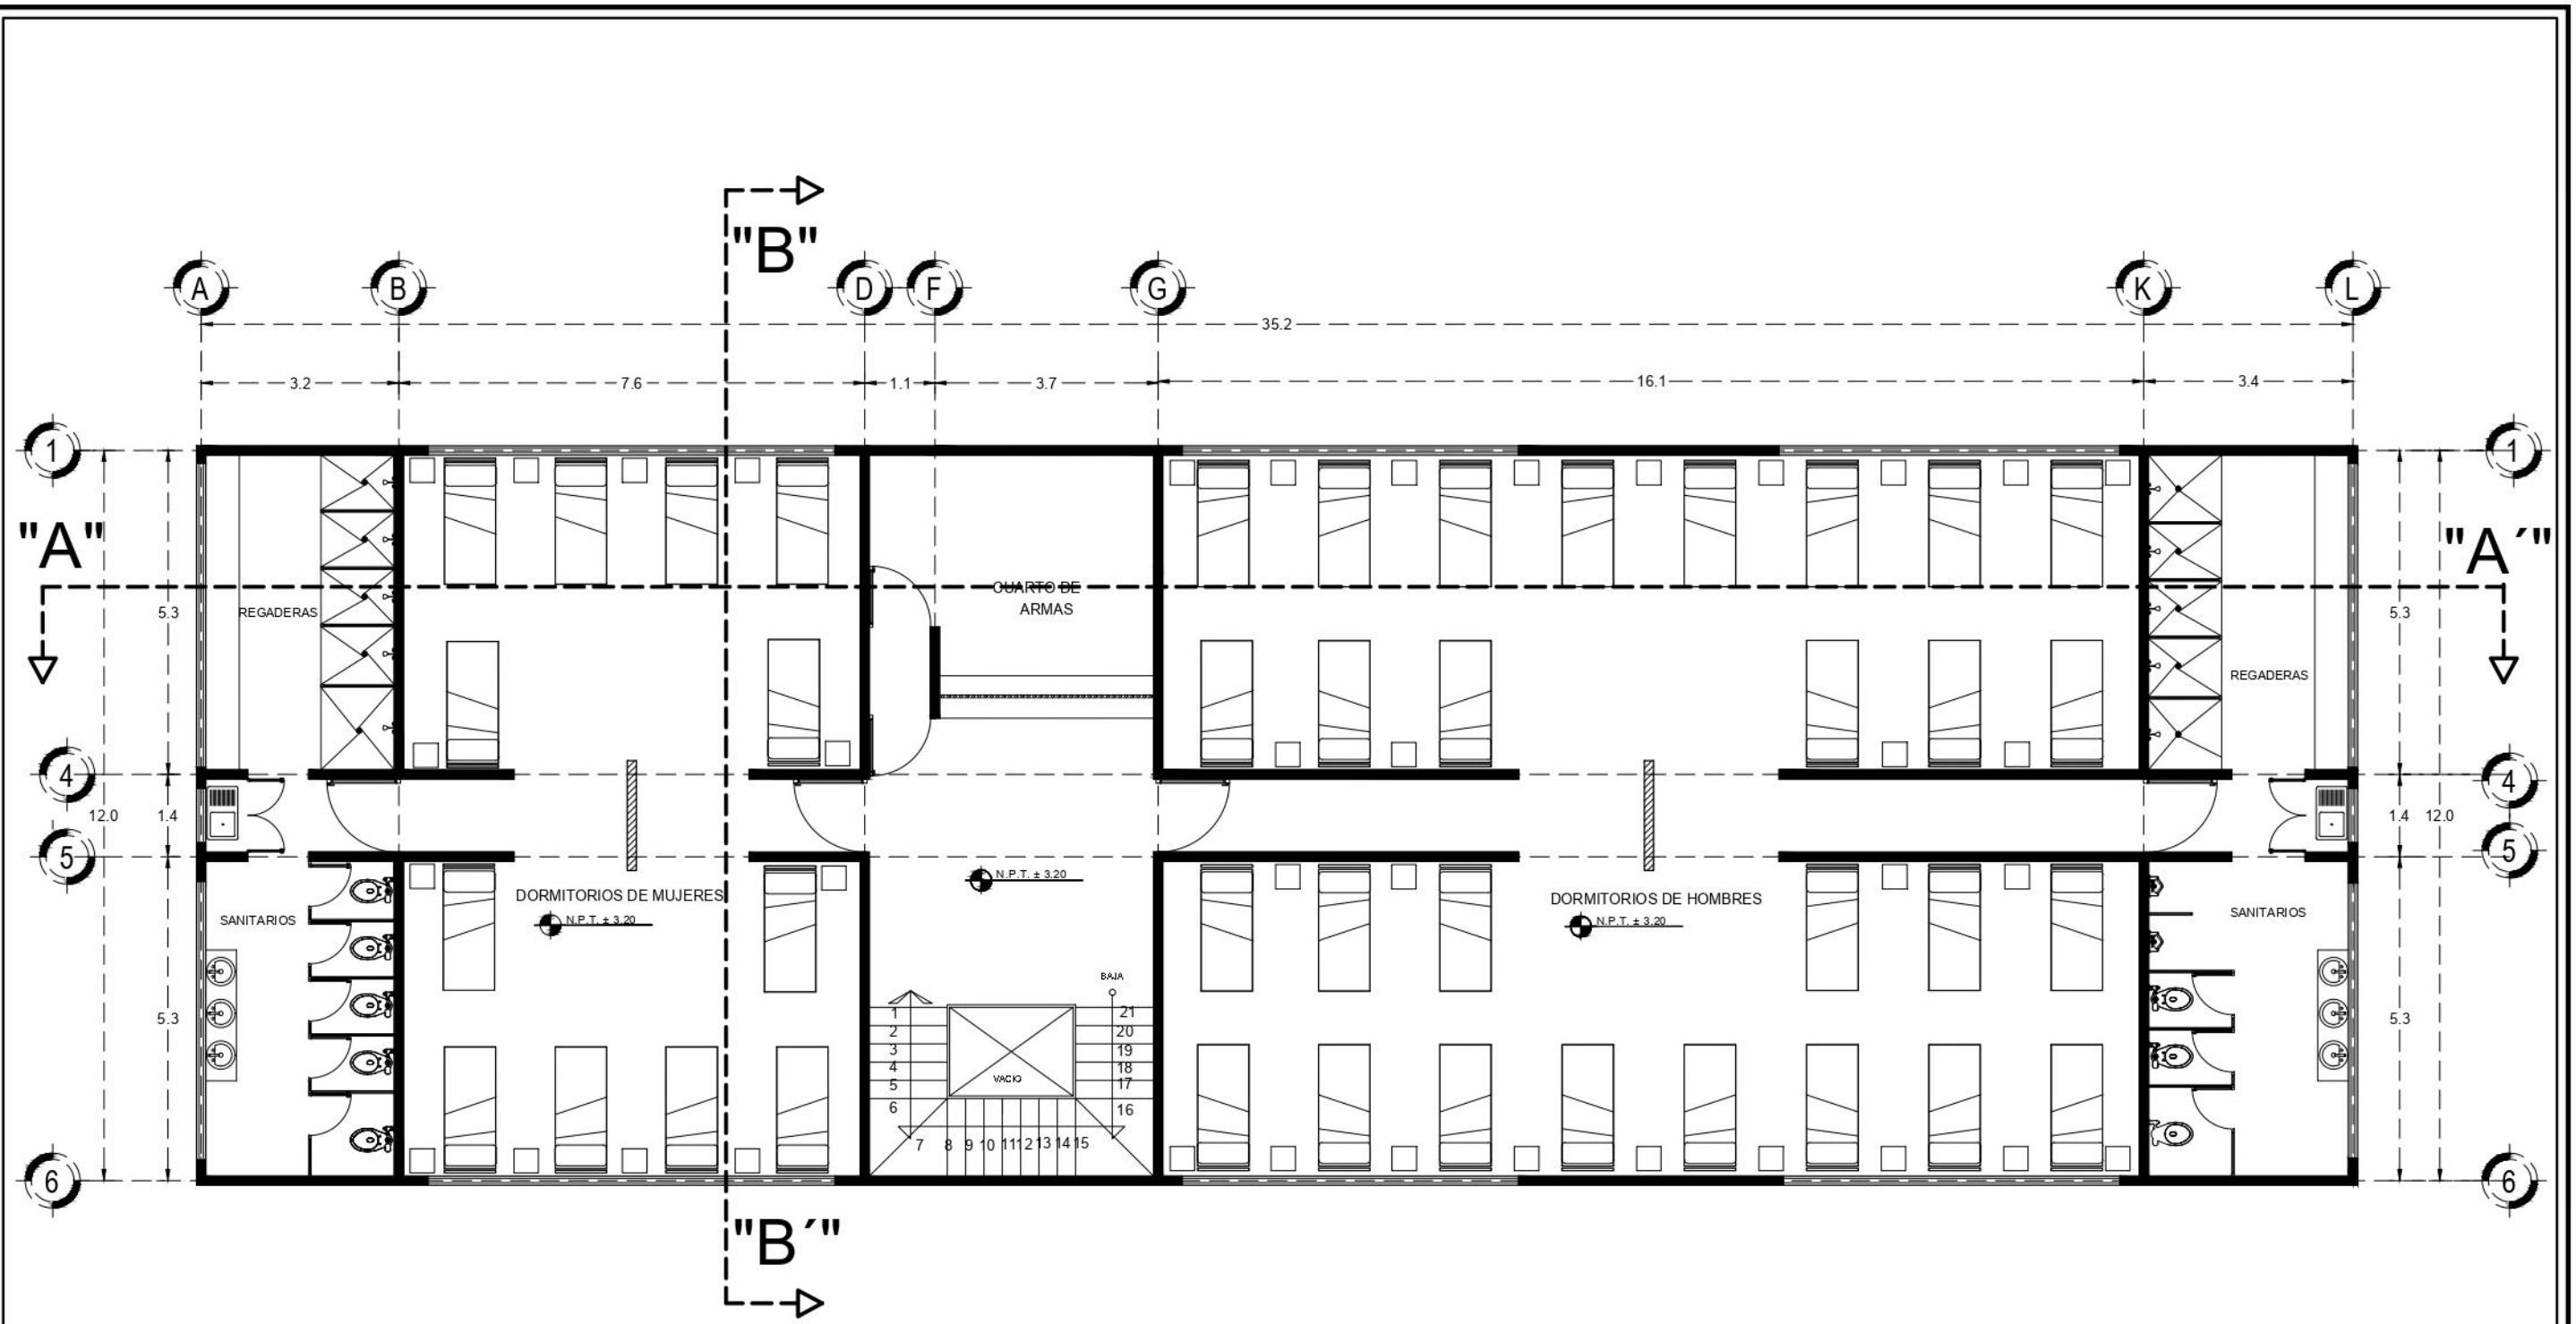 "B"
A B D F G K L
35.2
3.2 7.6 1.1 3.7 16.1 3.4
1 1
"A" "A´"
CUARTO DE
ARMAS
5.3 REGADERAS 5.3
REGADERAS
4 4
12.0 1.4 1.4 12.0
5 5
N.P.T. ± 3.20
DORMITORIOS DE MUJERES DORMITORIOS DE HOMBRES
SANITARIOS SANITARIOS
N.P.T. ± 3.20 N.P.T. ± 3.20
BAJA
1 21
2 20
5.3 5.3
3 19
4 18
VACIO
5 17
6 16
7 8 9 10 11 12 13 14 15
6 6
"B´"